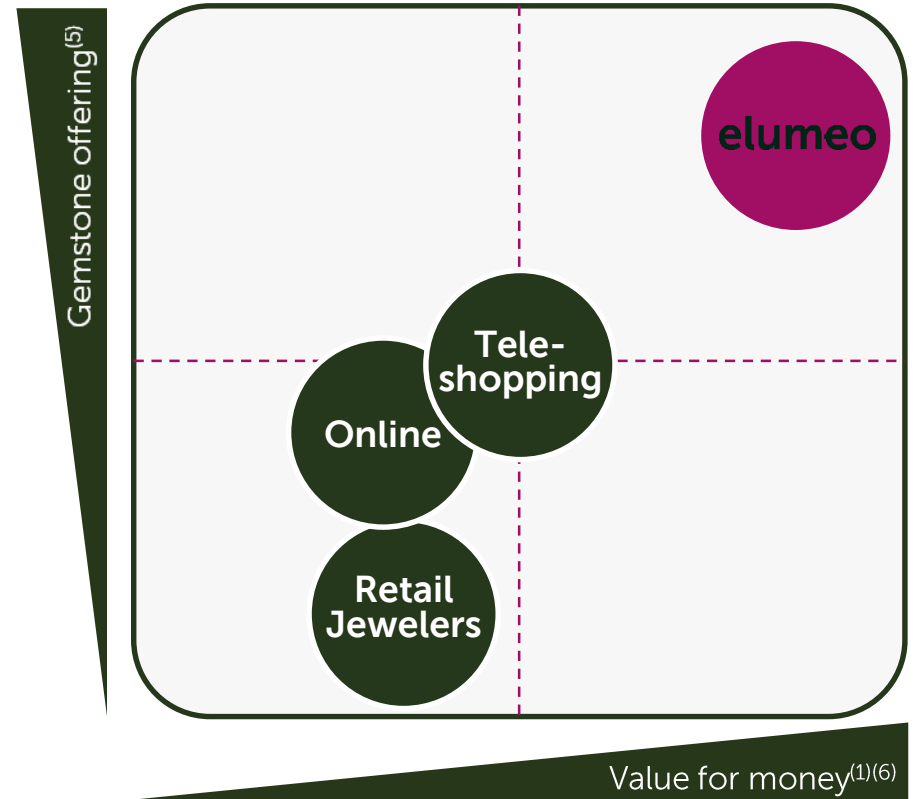 Gemstone offering(5)
elumeo
Tele-
shopping
Online
Retail
Jewelers
Value for money(1)(6)